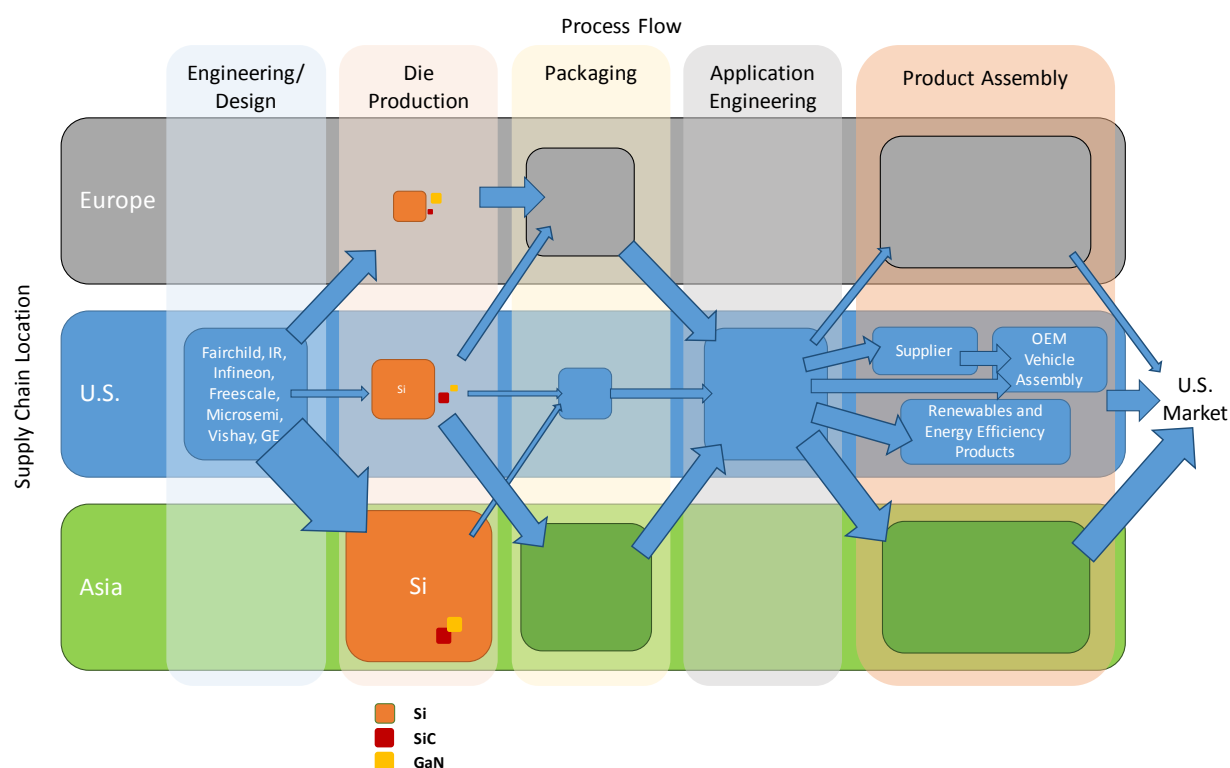 Process Flow
Engineering/
Design
Die
Production
Packaging
Application
Engineering
Product Assembly
Supply Chain Location
Europe
U.S.
Asia
Fairchild, IR,
Infineon,
Freescale,
Microsemi,
Vishay, GE
Si
Si
Supplier
OEM
Vehicle
Assembly
Renewables and
Energy Efficiency
Products
U.S.
Market
Si
SiC
GaN